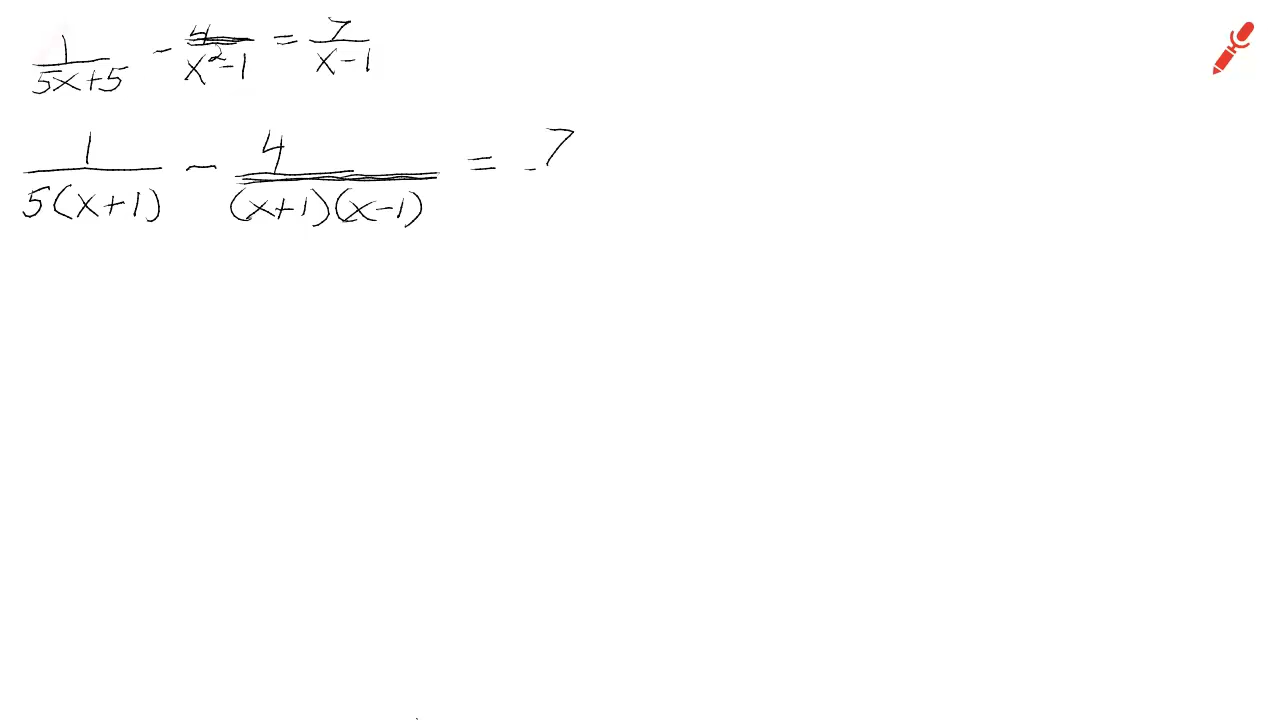 1/(5x+5) - 4/(x²-1) = 7/(x-1)
1/(5(x+1)) - 4/((x+1)(x-1)) = 7